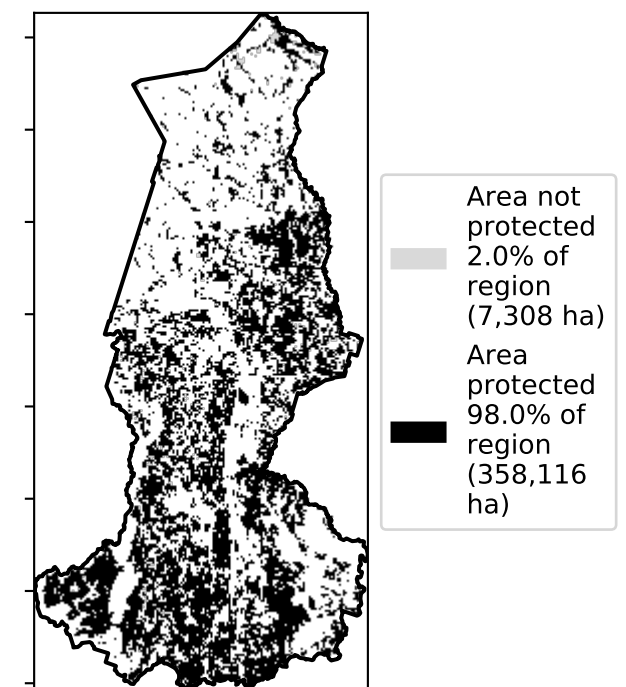 Area not
protected
2.0% of
region
(7,308 ha)
Area
protected
98.0% of
region
(358,116
ha)